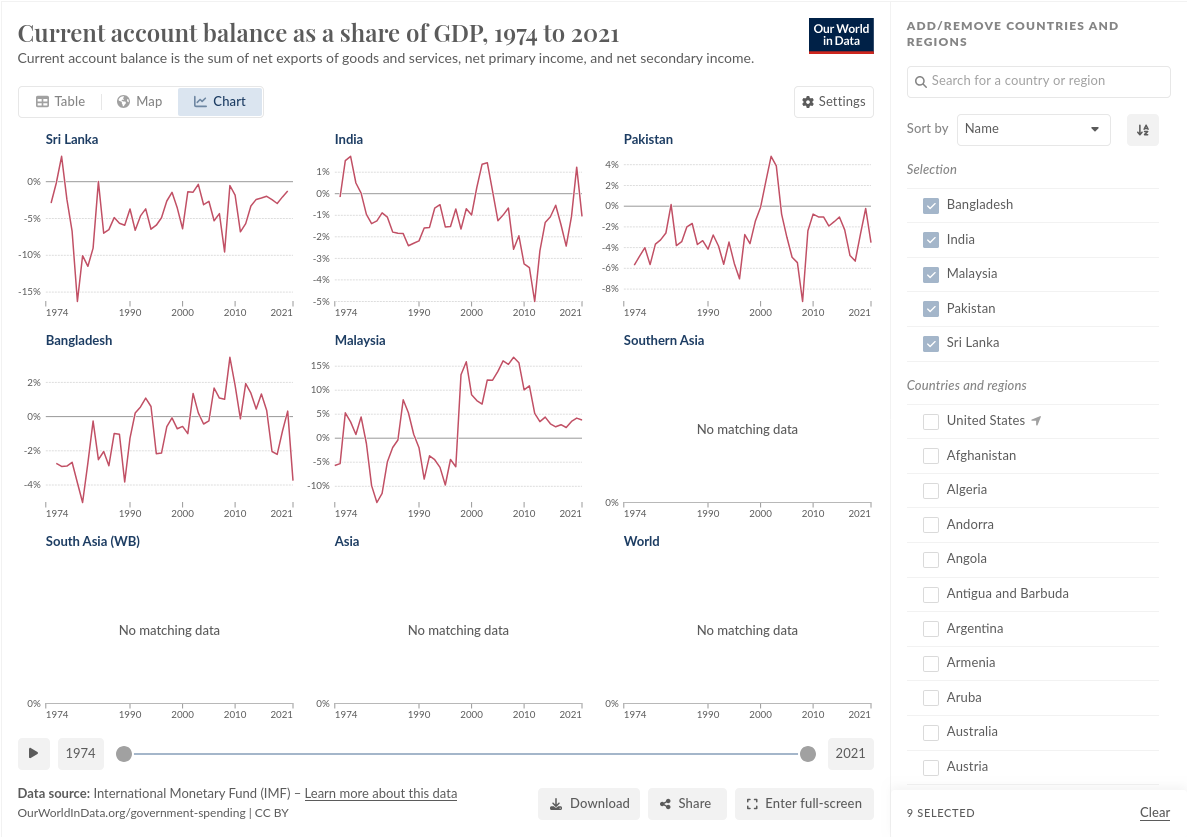 Current account balance as a share of GDP, 1974 to 2021
Current account balance is the sum of net exports of goods and services, net primary income, and net secondary income.
Our World
in Data
Table
Map
Chart
Settings
Sri Lanka
0%
-5%
-10%
-15%
1974
1990
2000
2010
2021
India
1%
0%
-1%
-2%
-3%
-4%
-5%
1974
1990
2000
2010
2021
Pakistan
4%
2%
0%
-2%
-4%
-6%
-8%
1974
1990
2000
2010
2021
Bangladesh
2%
0%
-2%
-4%
1974
1990
2000
2010
2021
Malaysia
15%
10%
5%
0%
-5%
-10%
1974
1990
2000
2010
2021
Southern Asia
No matching data
0%
1974
1990
2000
2010
2021
South Asia (WB)
No matching data
0%
1974
1990
2000
2010
2021
Asia
No matching data
0%
1974
1990
2000
2010
2021
World
No matching data
0%
1974
1990
2000
2010
2021
1974
2021
Data source: International Monetary Fund (IMF) – Learn more about this data
OurWorldInData.org/government-spending | CC BY
Download
Share
Enter full-screen
ADD/REMOVE COUNTRIES AND
REGIONS
Search for a country or region
Sort by
Name
Selection
Bangladesh
India
Malaysia
Pakistan
Sri Lanka
Countries and regions
United States
Afghanistan
Algeria
Andorra
Angola
Antigua and Barbuda
Argentina
Armenia
Aruba
Australia
Austria
9 SELECTED
Clear